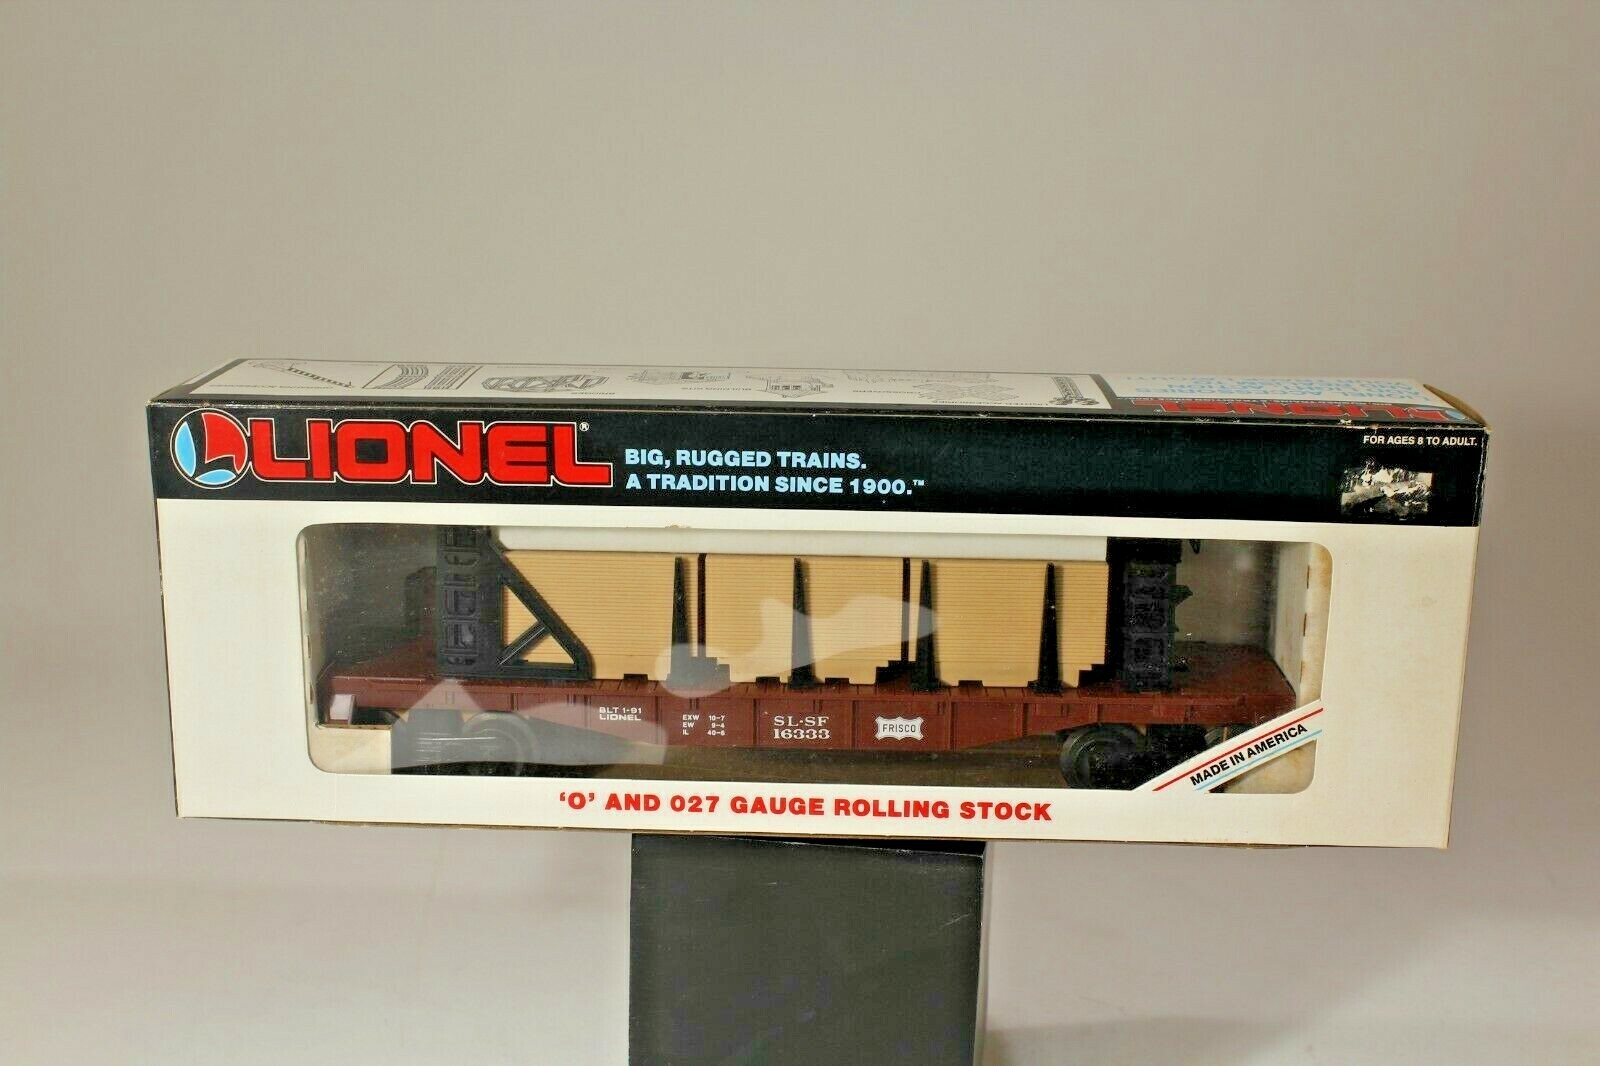 LIONEL®
BIG, RUGGED TRAINS.
A TRADITION SINCE 1900.™
FOR AGES 8 TO ADULT.
BLT 1-91
LIONEL
EXW 10-7
EW 9-4
IL 40-6
SL-SF
16333
FRISCO
MADE IN AMERICA
'O' AND 027 GAUGE ROLLING STOCK